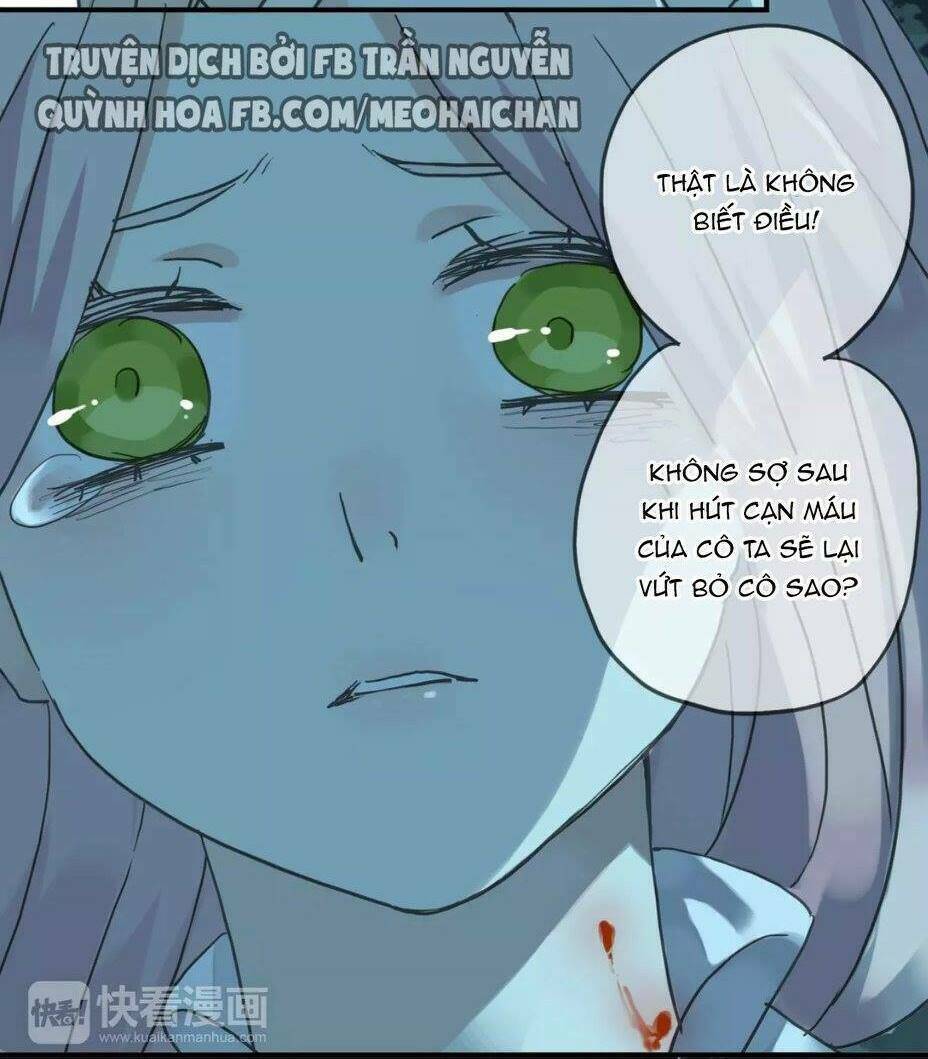 TRUYỆN DỊCH BỞI FB TRẦN NGUYỄN
QUỲNH HOA FB.COM/MEOHAICHAN
THẬT LÀ KHÔNG
BIẾT ĐIỀU!
KHÔNG SỢ SAU
KHI HÚT CẠN MÁU
CỦA CÔ TA SẼ LẠI
VỨT BỎ CÔ SAO?
快看! 快看漫画
www.kuaikanmanhua.com